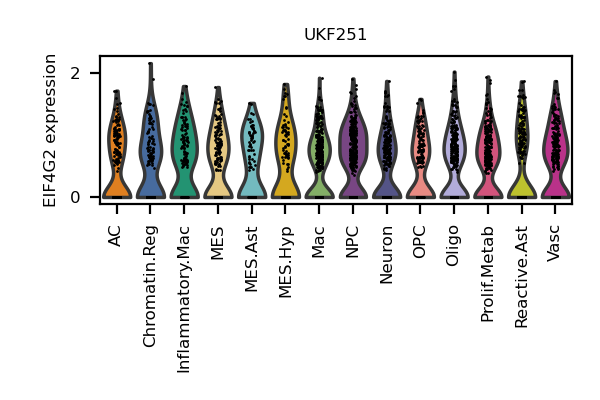 UKF251
EIF4G2 expression
2
0
AC
Chromatin.Reg
Inflammatory.Mac
MES
MES.Ast
MES.Hyp
Mac
NPC
Neuron
OPC
Oligo
Prolif.Metab
Reactive.Ast
Vasc